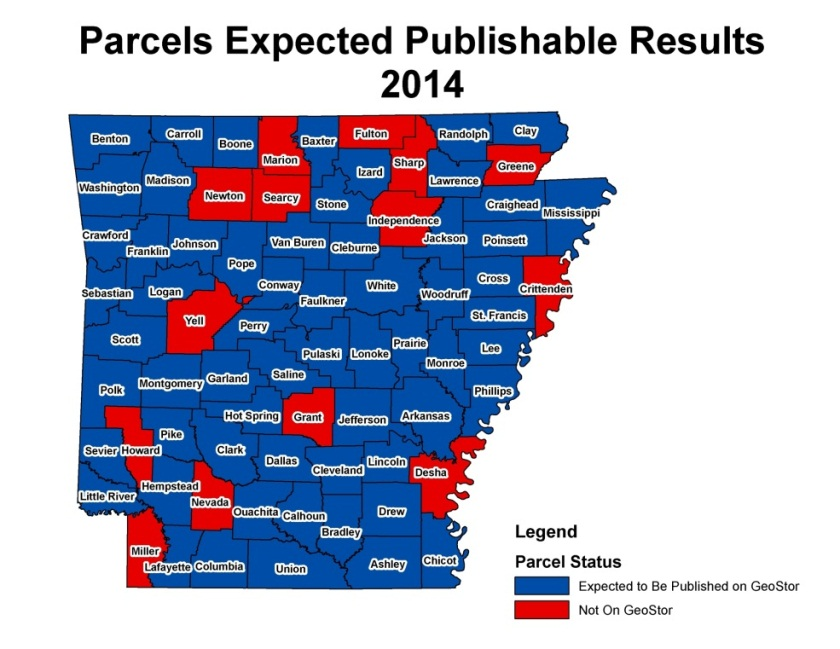 Parcels Expected Publishable Results
2014
Benton
Carroll
Boone
Marion
Baxter
Fulton
Randolph
Clay
Sharp
Greene
Izard
Lawrence
Washington
Madison
Newton
Searcy
Stone
Independence
Craighead
Mississippi
Crawford
Franklin
Johnson
Van Buren
Cleburne
Jackson
Poinsett
Pope
Sebastian
Logan
Conway
Faulkner
White
Woodruff
Cross
Crittenden
Yell
Perry
St. Francis
Scott
Pulaski
Lonoke
Prairie
Monroe
Lee
Polk
Montgomery
Garland
Saline
Phillips
Hot Spring
Grant
Jefferson
Arkansas
Pike
Sevier
Howard
Clark
Dallas
Cleveland
Lincoln
Desha
Little River
Hempstead
Nevada
Ouachita
Calhoun
Bradley
Drew
Miller
Lafayette
Columbia
Union
Ashley
Chicot
Legend
Parcel Status
Expected to Be Published on GeoStor
Not On GeoStor